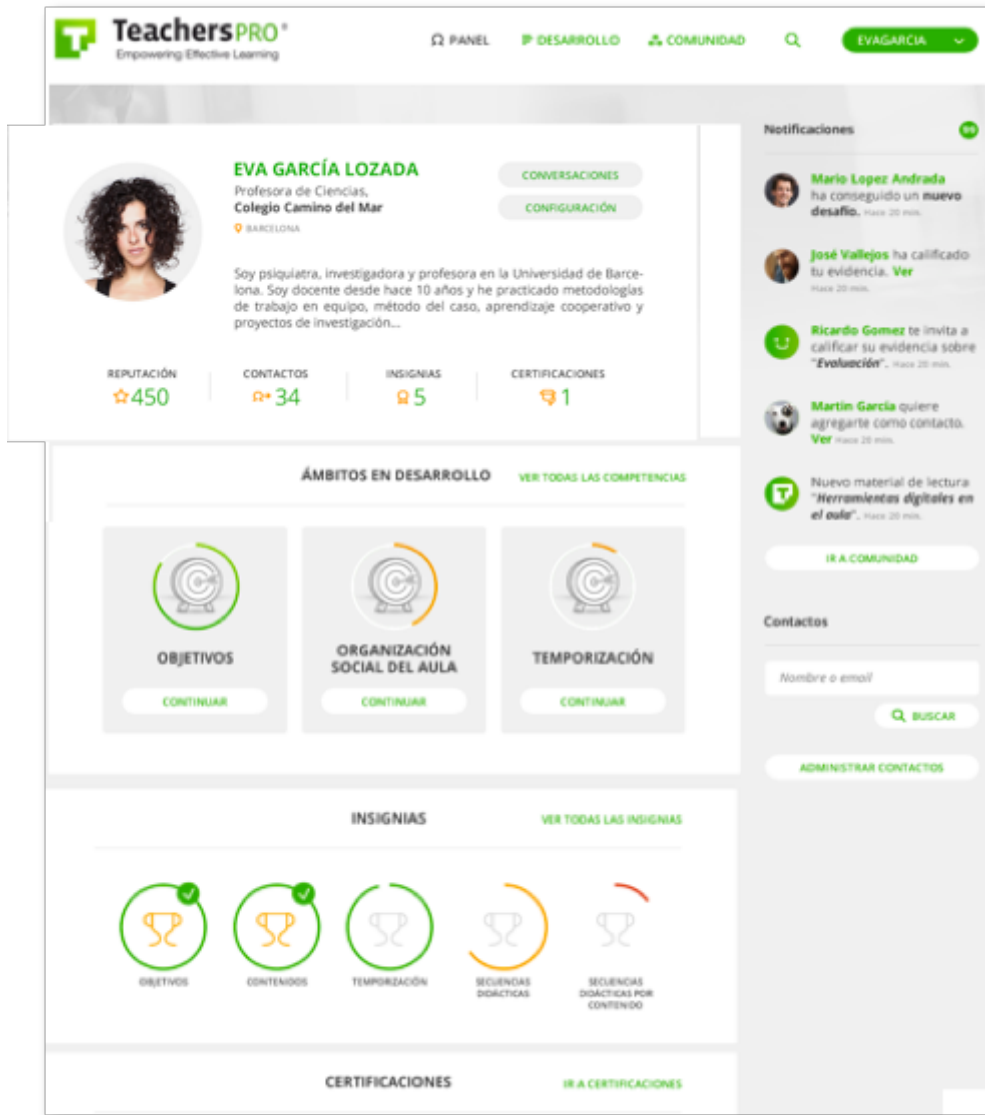 TeachersPRO®
Empowering Effective Learning
PANEL
DESARROLLO
COMUNIDAD
EVAGARCIA
EVA GARCÍA LOZADA
Profesora de Ciencias,
Colegio Camino del Mar
BARCELONA
CONVERSACIONES
CONFIGURACIÓN
Soy psiquiatra, investigadora y profesora en la Universidad de Barce-
lona. Soy docente desde hace 10 años y he practicado metodologías
de trabajo en equipo, método del caso, aprendizaje cooperativo y
proyectos de investigación...
REPUTACIÓN
450
CONTACTOS
34
INSIGNIAS
5
CERTIFICACIONES
1
ÁMBITOS EN DESARROLLO
VER TODAS LAS COMPETENCIAS
OBJETIVOS
CONTINUAR
ORGANIZACIÓN
SOCIAL DEL AULA
CONTINUAR
TEMPORIZACIÓN
CONTINUAR
INSIGNIAS
VER TODAS LAS INSIGNIAS
OBJETIVOS
CONTENIDOS
TEMPORIZACIÓN
SECUENCIAS
DIDÁCTICAS
SECUENCIAS
DIDÁCTICAS POR
CONTENIDO
CERTIFICACIONES
IR A CERTIFICACIONES
Notificaciones
99
Mario Lopez Andrada
ha conseguido un nuevo
desafío. Hace 20 min.
José Vallejos ha calificado
tu evidencia. Ver
Hace 20 min.
Ricardo Gomez te invita a
calificar su evidencia sobre
"Evaluación". Hace 20 min.
Martin García quiere
agregarte como contacto.
Ver Hace 20 min.
Nuevo material de lectura
"Herramientas digitales en
el aula". Hace 20 min.
IR A COMUNIDAD
Contactos
Nombre o email
BUSCAR
ADMINISTRAR CONTACTOS